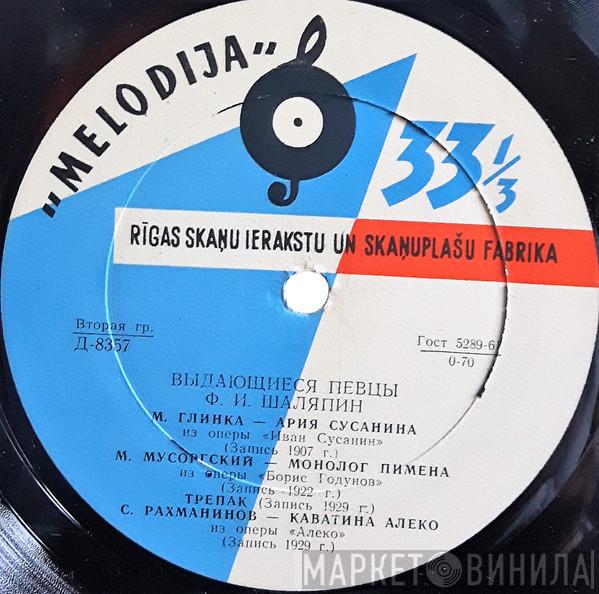 „MELODIJA”
33 1/3
RĪGAS SKAŅU IERAKSTU UN SKAŅUPLAŠU FABRIKA
Вторая гр.
Д-8357
Гост 5289-6
0-70
ВЫДАЮЩИЕСЯ ПЕВЦЫ
Ф. И. ШАЛЯПИН
М. ГЛИНКА — АРИЯ СУСАНИНА
из оперы «Иван Сусанин»
(Запись 1907 г.)
М. МУСОРГСКИЙ — МОНОЛОГ ПИМЕНА
из оперы «Борис Годунов»
(Запись 1922 г.)
ТРЕПАК (Запись 1929 г.)
С. РАХМАНИНОВ — КАВАТИНА АЛЕКО
из оперы «Алеко»
(Запись 1929 г.)
МАРКЕТ ВИНИЛА